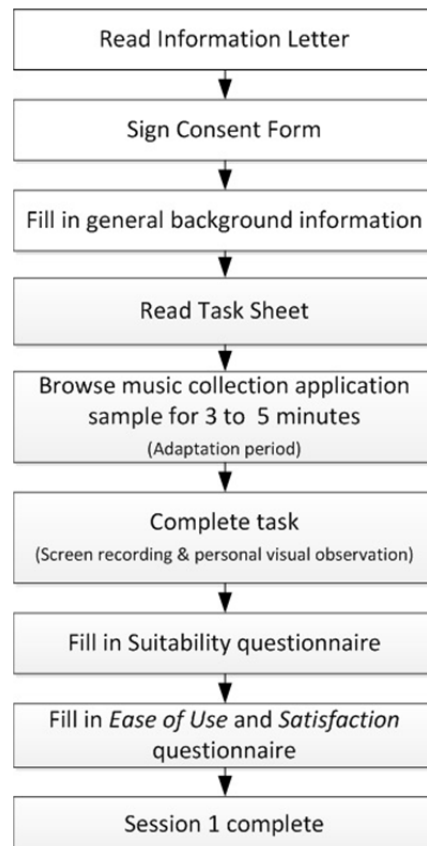 Read Information Letter
Sign Consent Form
Fill in general background information
Read Task Sheet
Browse music collection application
sample for 3 to 5 minutes
(Adaptation period)
Complete task
(Screen recording & personal visual observation)
Fill in Suitability questionnaire
Fill in Ease of Use and Satisfaction
questionnaire
Session 1 complete